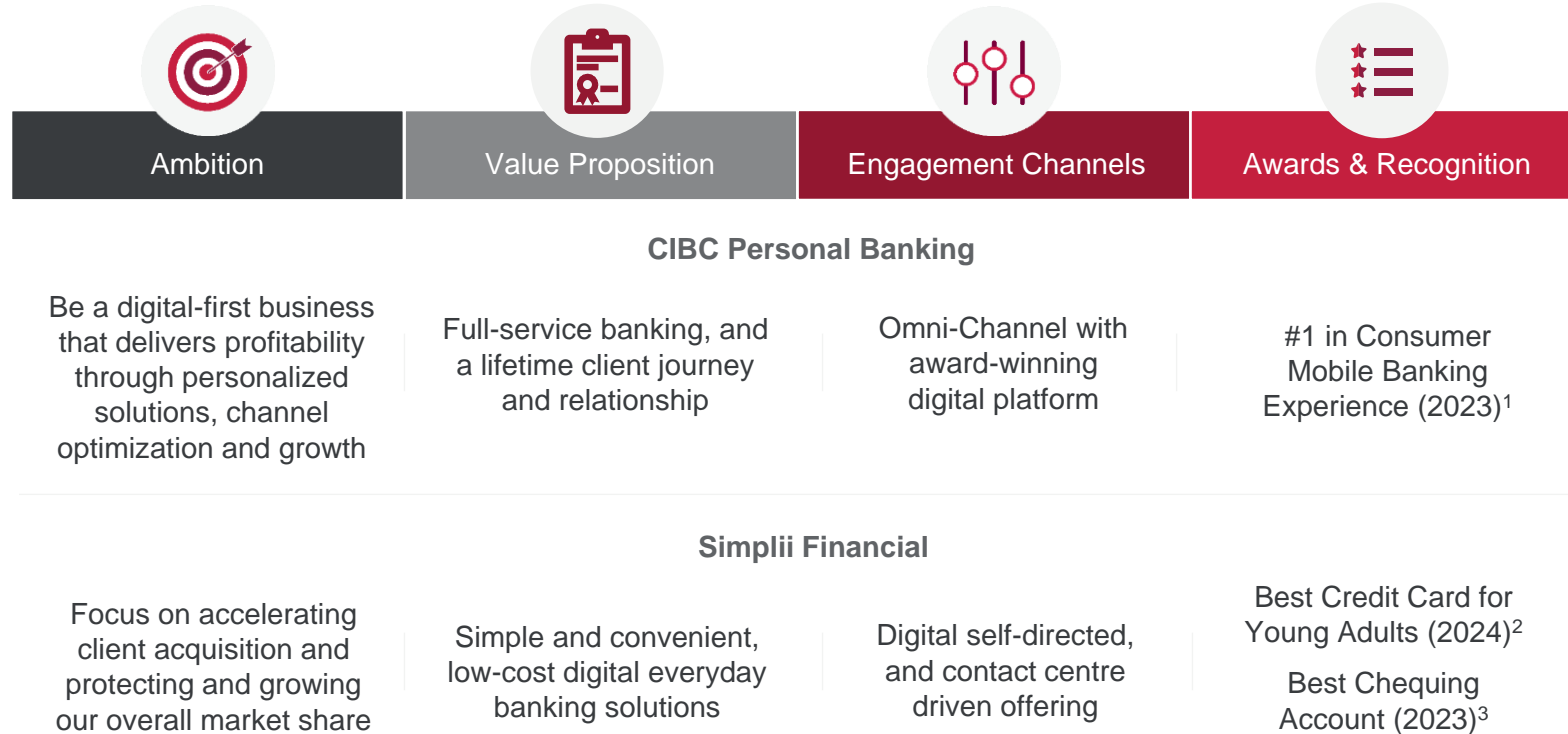 Ambition
Value Proposition
Engagement Channels
Awards & Recognition
CIBC Personal Banking
Be a digital-first business
that delivers profitability
through personalized
solutions, channel
optimization and growth
Full-service banking, and
a lifetime client journey
and relationship
Omni-Channel with
award-winning
digital platform
#1 in Consumer
Mobile Banking
Experience (2023)¹
Simplii Financial
Focus on accelerating
client acquisition and
protecting and growing
our overall market share
Simple and convenient,
low-cost digital everyday
banking solutions
Digital self-directed,
and contact centre
driven offering
Best Credit Card for
Young Adults (2024)²
Best Chequing
Account (2023)³